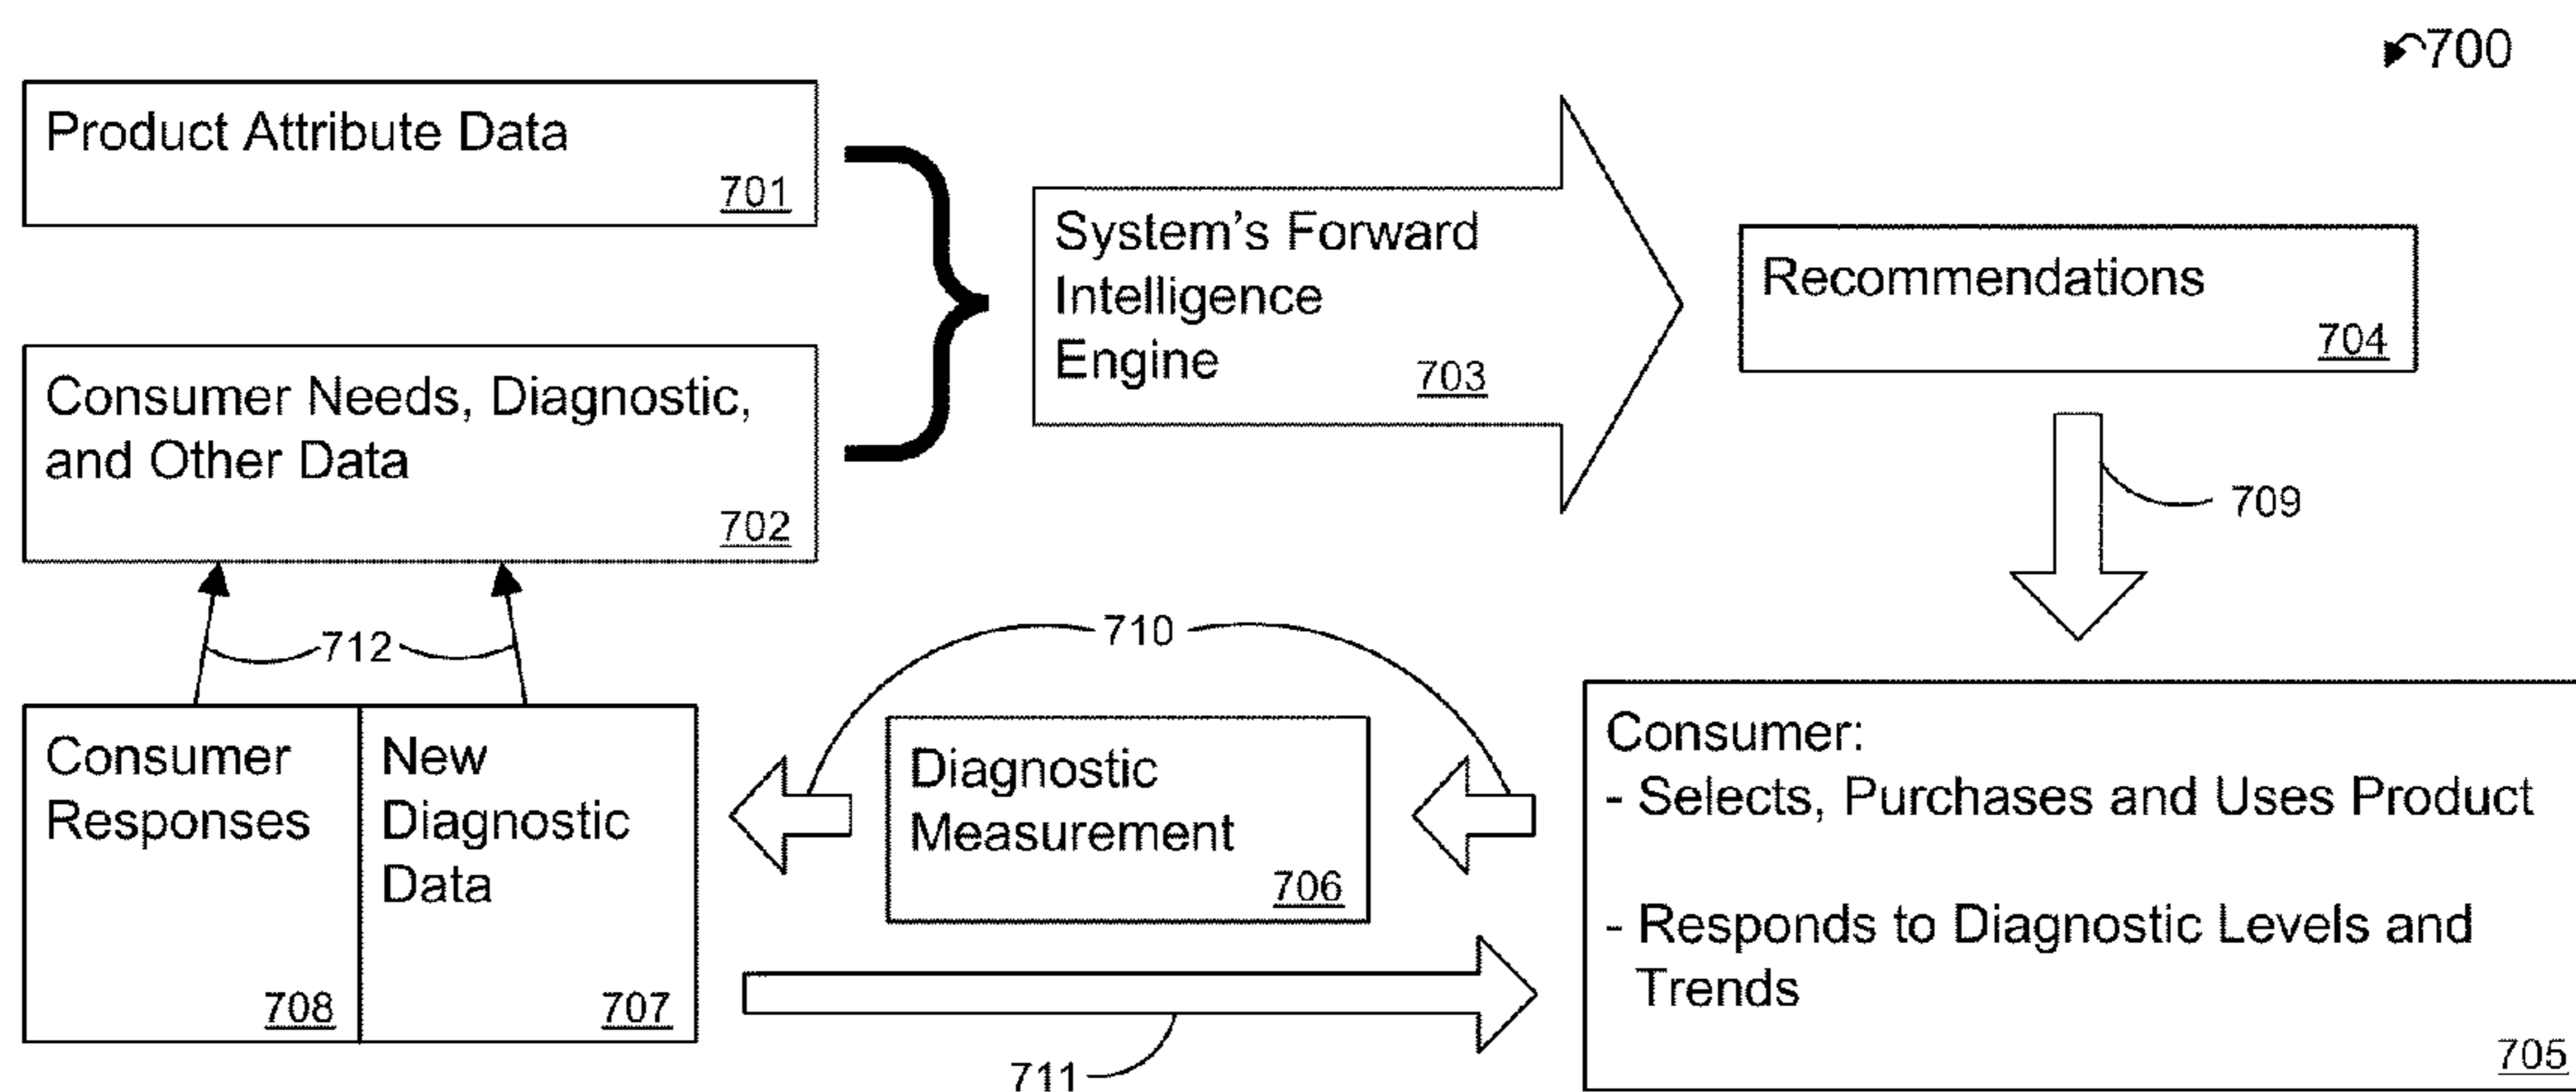 700
Product Attribute Data
701
Consumer Needs, Diagnostic,
and Other Data
702
System's Forward
Intelligence
Engine
703
Recommendations
704
709
712
710
Consumer
Responses
708
New
Diagnostic
Data
707
Diagnostic
Measurement
706
711
Consumer:
- Selects, Purchases and Uses Product
- Responds to Diagnostic Levels and
Trends
705